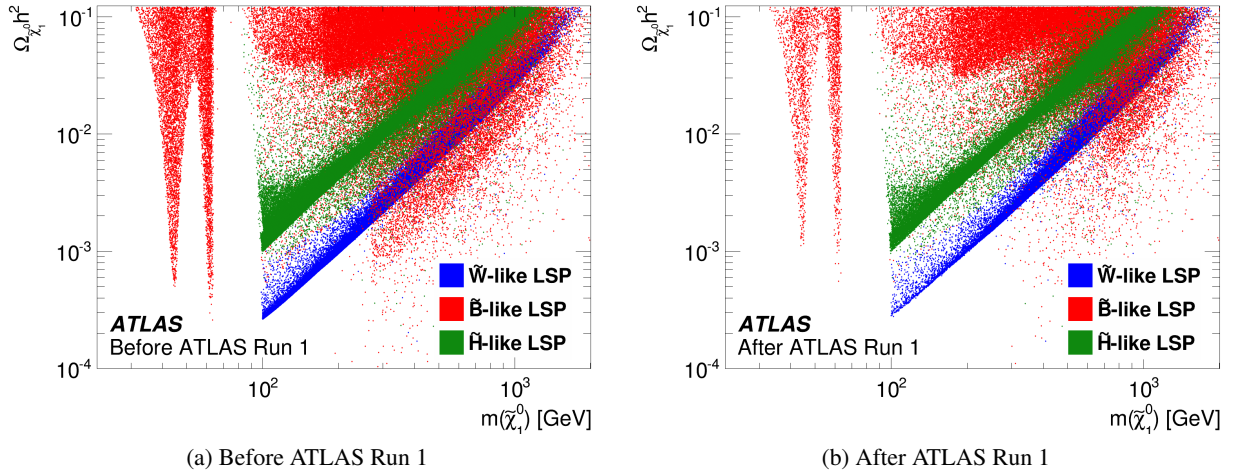 Ω_χ̃₁⁰ h²
10⁻¹
10⁻²
10⁻³
10⁻⁴
10²
10³
m(χ̃₁⁰) [GeV]
ATLAS
Before ATLAS Run 1
W̃-like LSP
B̃-like LSP
H̃-like LSP
(a) Before ATLAS Run 1
Ω_χ̃₁⁰ h²
10⁻¹
10⁻²
10⁻³
10⁻⁴
10²
10³
m(χ̃₁⁰) [GeV]
ATLAS
After ATLAS Run 1
W̃-like LSP
B̃-like LSP
H̃-like LSP
(b) After ATLAS Run 1